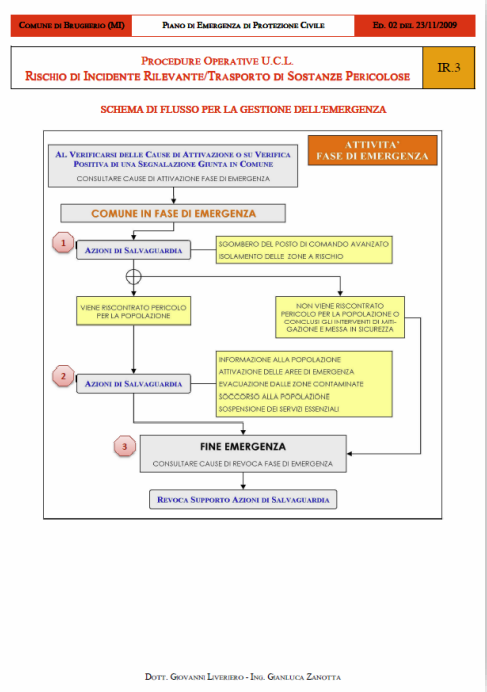 COMUNE DI BRUGHERIO (MI)
PIANO DI EMERGENZA DI PROTEZIONE CIVILE
ED. 02 DEL 23/11/2009
PROCEDURE OPERATIVE U.C.L.
RISCHIO DI INCIDENTE RILEVANTE/TRASPORTO DI SOSTANZE PERICOLOSE
IR.3
SCHEMA DI FLUSSO PER LA GESTIONE DELL'EMERGENZA
ATTIVITA'
FASE DI EMERGENZA
AL VERIFICARSI DELLE CAUSE DI ATTIVAZIONE O SU VERIFICA
POSITIVA DI UNA SEGNALAZIONE GIUNTA IN COMUNE
CONSULTARE CAUSE DI ATTIVAZIONE FASE DI EMERGENZA
COMUNE IN FASE DI EMERGENZA
1
AZIONI DI SALVAGUARDIA
SGOMBERO DEL POSTO DI COMANDO AVANZATO
ISOLAMENTO DELLE ZONE A RISCHIO
VIENE RISCONTRATO PERICOLO
PER LA POPOLAZIONE
NON VIENE RISCONTRATO
PERICOLO PER LA POPOLAZIONE O
CONCLUSI GLI INTERVENTI DI MITI-
GAZIONE E MESSA IN SICUREZZA
2
AZIONI DI SALVAGUARDIA
INFORMAZIONE ALLA POPOLAZIONE
ATTIVAZIONE DELLE AREE DI EMERGENZA
EVACUAZIONE DALLE ZONE CONTAMINATE
SOCCORSO ALLA POPOLAZIONE
SOSPENSIONE DEI SERVIZI ESSENZIALI
3
FINE EMERGENZA
CONSULTARE CAUSE DI REVOCA FASE DI EMERGENZA
REVOCA SUPPORTO AZIONI DI SALVAGUARDIA
DOTT. GIOVANNI LIVERIERO - ING. GIANLUCA ZANOTTA